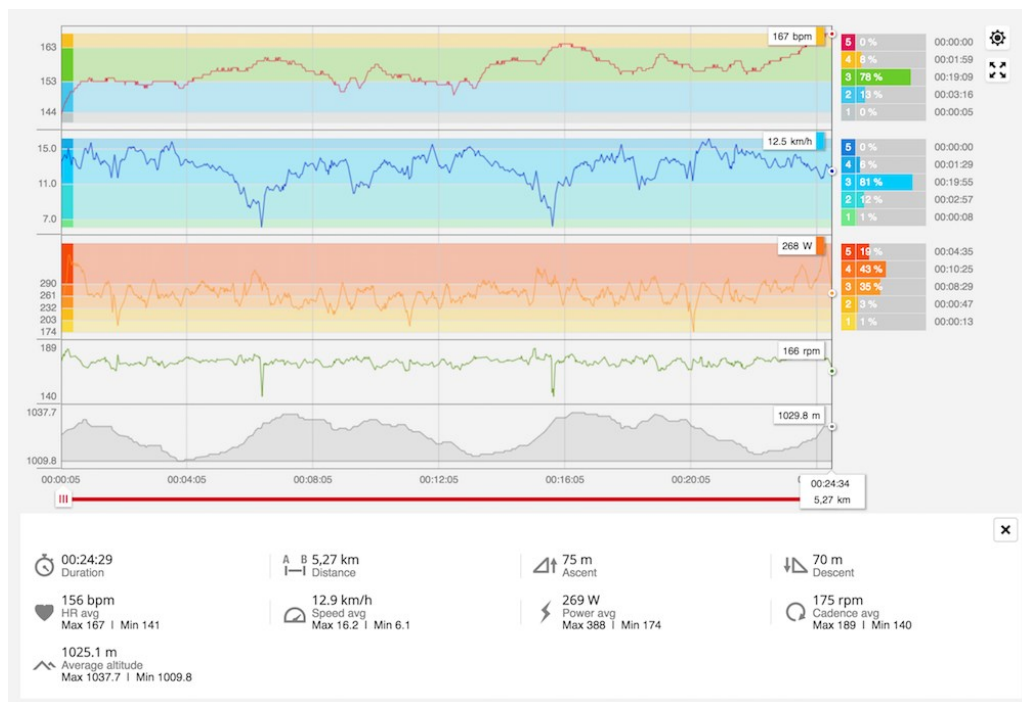 163
153
144
167 bpm
5 0 % 00:00:00
4 8 % 00:01:59
3 78 % 00:19:09
2 13 % 00:03:16
1 0 % 00:00:05
15.0
11.0
7.0
12.5 km/h
5 0 % 00:00:00
4 6 % 00:01:29
3 81 % 00:19:55
2 12 % 00:02:57
1 1 % 00:00:08
290
261
232
203
174
268 W
5 19 % 00:04:35
4 43 % 00:10:25
3 35 % 00:08:29
2 3 % 00:00:47
1 1 % 00:00:13
189
140
166 rpm
1037.7
1009.8
1029.8 m
00:00:05 00:04:05 00:08:05 00:12:05 00:16:05 00:20:05
00:24:34
5,27 km
00:24:29
Duration
A B 5,27 km
Distance
75 m
Ascent
70 m
Descent
156 bpm
HR avg
Max 167 | Min 141
12.9 km/h
Speed avg
Max 16.2 | Min 6.1
269 W
Power avg
Max 388 | Min 174
175 rpm
Cadence avg
Max 189 | Min 140
1025.1 m
Average altitude
Max 1037.7 | Min 1009.8